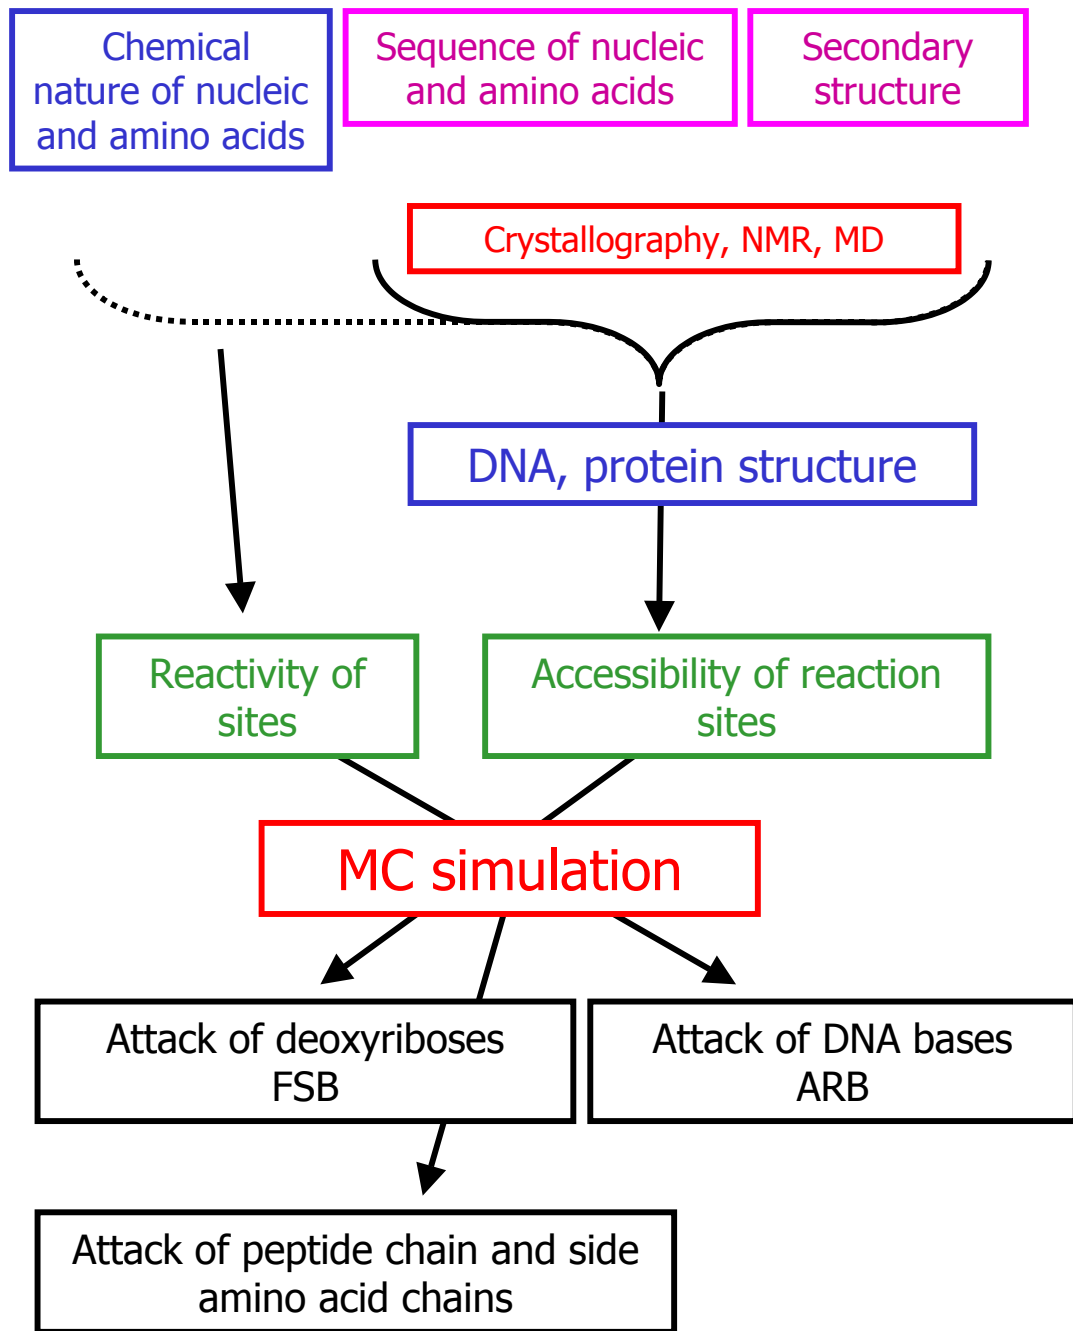 Chemical
nature of nucleic
and amino acids
Sequence of nucleic
and amino acids
Secondary
structure
Crystallography, NMR, MD
DNA, protein structure
Reactivity of
sites
Accessibility of reaction
sites
MC simulation
Attack of deoxyriboses
FSB
Attack of DNA bases
ARB
Attack of peptide chain and side
amino acid chains